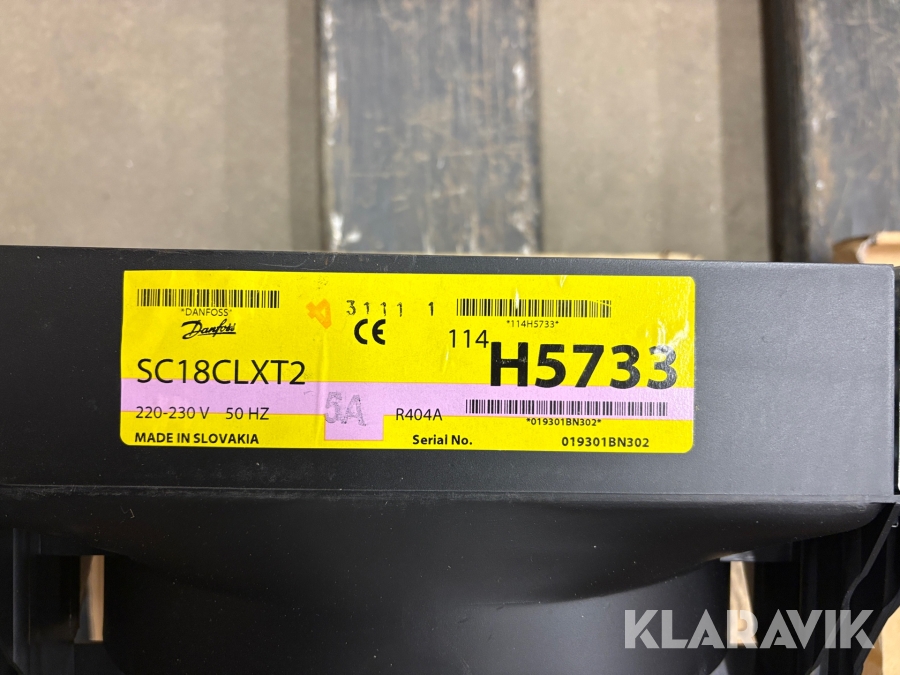 *DANFOSS*
Danfoss
3111 1
CE
*114H5733*
114 H5733
SC18CLXT2
220-230 V 50 HZ
5A
R404A
*019301BN302*
MADE IN SLOVAKIA
Serial No.
019301BN302
KLARAVIK